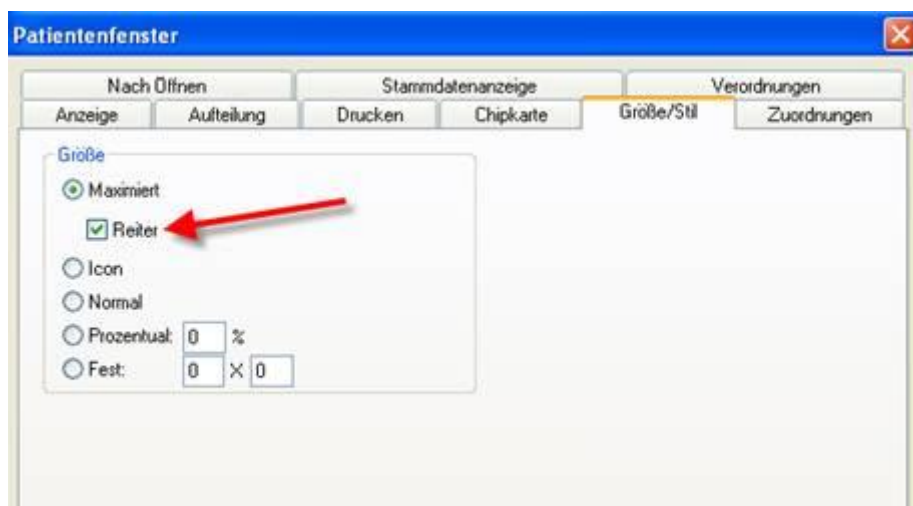 Patientenfenster
Nach Öffnen Stammdatenanzeige Verordnungen
Anzeige Aufteilung Drucken Chipkarte Größe/Stil Zuordnungen
Größe
Maximiert
Reiter
Icon
Normal
Prozentual: 0 %
Fest: 0 X 0